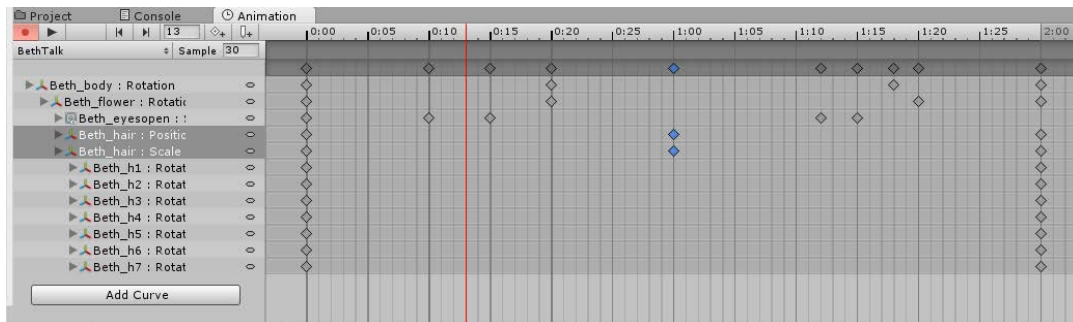 Project Console Animation
13 0:00 0:05 0:10 0:15 0:20 0:25 1:00 1:05 1:10 1:15 1:20 1:25 2:00
BethTalk Sample 30
Beth_body : Rotation
Beth_flower : Rotatic
Beth_eyesopen : :
Beth_hair : Positic
Beth_hair : Scale
Beth_h1 : Rotat
Beth_h2 : Rotat
Beth_h3 : Rotat
Beth_h4 : Rotat
Beth_h5 : Rotat
Beth_h6 : Rotat
Beth_h7 : Rotat
Add Curve